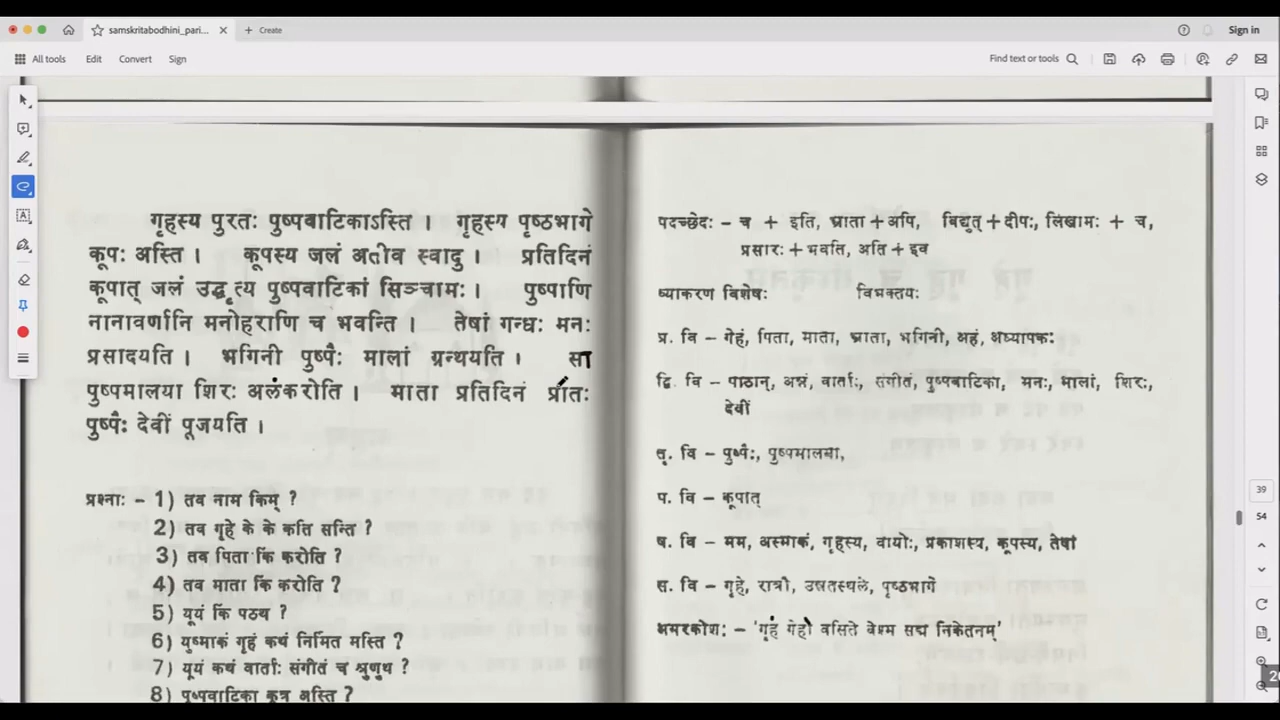 samskritabodhini_pari...
Create
Sign in
All tools
Edit
Convert
Sign
Find text or tools
गृहस्य पुरतः पुष्पवाटिकाऽस्ति । गृहस्य पृष्ठभागे
कूपः अस्ति । कूपस्य जलं अतीव स्वादु । प्रतिदिनं
कूपात् जलं उद्धृत्य पुष्पवाटिकां सिञ्चामः । पुष्पाणि
नानावर्णानि मनोहराणि च भवन्ति । तेषां गन्धः मनः
प्रसादयति । भगिनी पुष्पैः मालां ग्रन्थयति । सा
पुष्पमालया शिरः अलंकरोति । माता प्रतिदिनं प्रातः
पुष्पैः देवीं पूजयति ।
प्रश्नाः - 1) तव नाम किम् ?
2) तव गृहे के के कति सन्ति ?
3) तव पिता किं करोति ?
4) तव माता किं करोति ?
5) यूयं किं पठथ ?
6) युष्माकं गृहं कथं निर्मित मस्ति ?
7) यूयं कथं वार्ताः संगीतं च श्रुणुथ ?
8) पुष्पवाटिका कुत्र अस्ति ?
पदच्छेदः - च + इति, भ्राता + अपि, विद्युत् + दीपः, लिखामः + च,
प्रसारः + भवति, अति + इव
व्याकरण विशेषः विभक्तयः
प्र. वि - गेहं, पिता, माता, भ्राता, भगिनी, अहं, अध्यापकः
द्वि. वि - पाठान्, अन्नं, वार्ताः, संगीतं, पुष्पवाटिकां, मनः, मालां, शिरः,
देवीं
तृ. वि - पुष्पैः, पुष्पमालया,
प. वि - कूपात्
ष. वि - मम, अस्माकं, गृहस्य, वायोः, प्रकाशस्य, कूपस्य, तेषां
स. वि - गृहे, रात्रौ, उन्नतस्थले, पृष्ठभागे
अमरकोशः - 'गृहं गेहो वसिते वेश्म सद्म निकेतनम्'
39
54